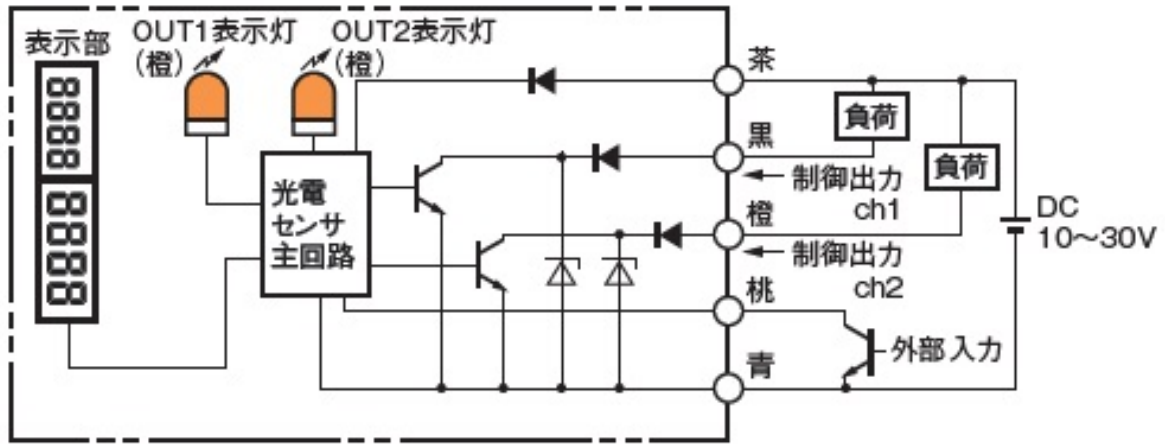 表示部
OUT1表示灯
(橙)
OUT2表示灯
(橙)
8888
8888
光電
センサ
主回路
茶
黒
橙
桃
青
負荷
負荷
制御出力
ch1
制御出力
ch2
DC
10〜30V
外部入力